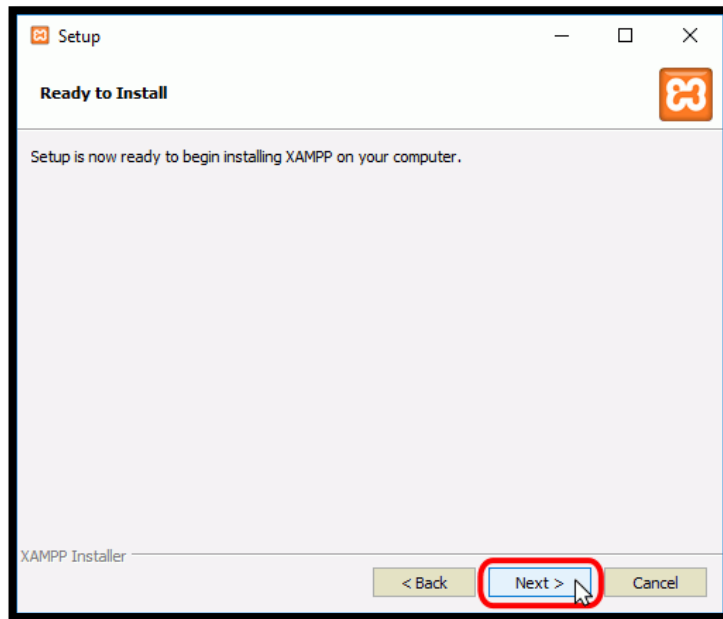 Setup
Ready to Install
Setup is now ready to begin installing XAMPP on your computer.
XAMPP Installer
< Back Next > Cancel